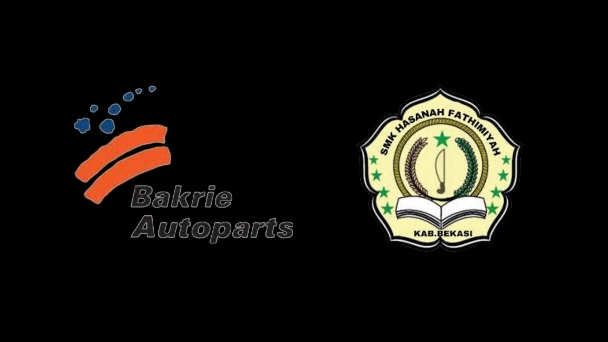 Bakrie
Autoparts
SMK HASANAH FATHIMIYAH
KAB.BEKASI